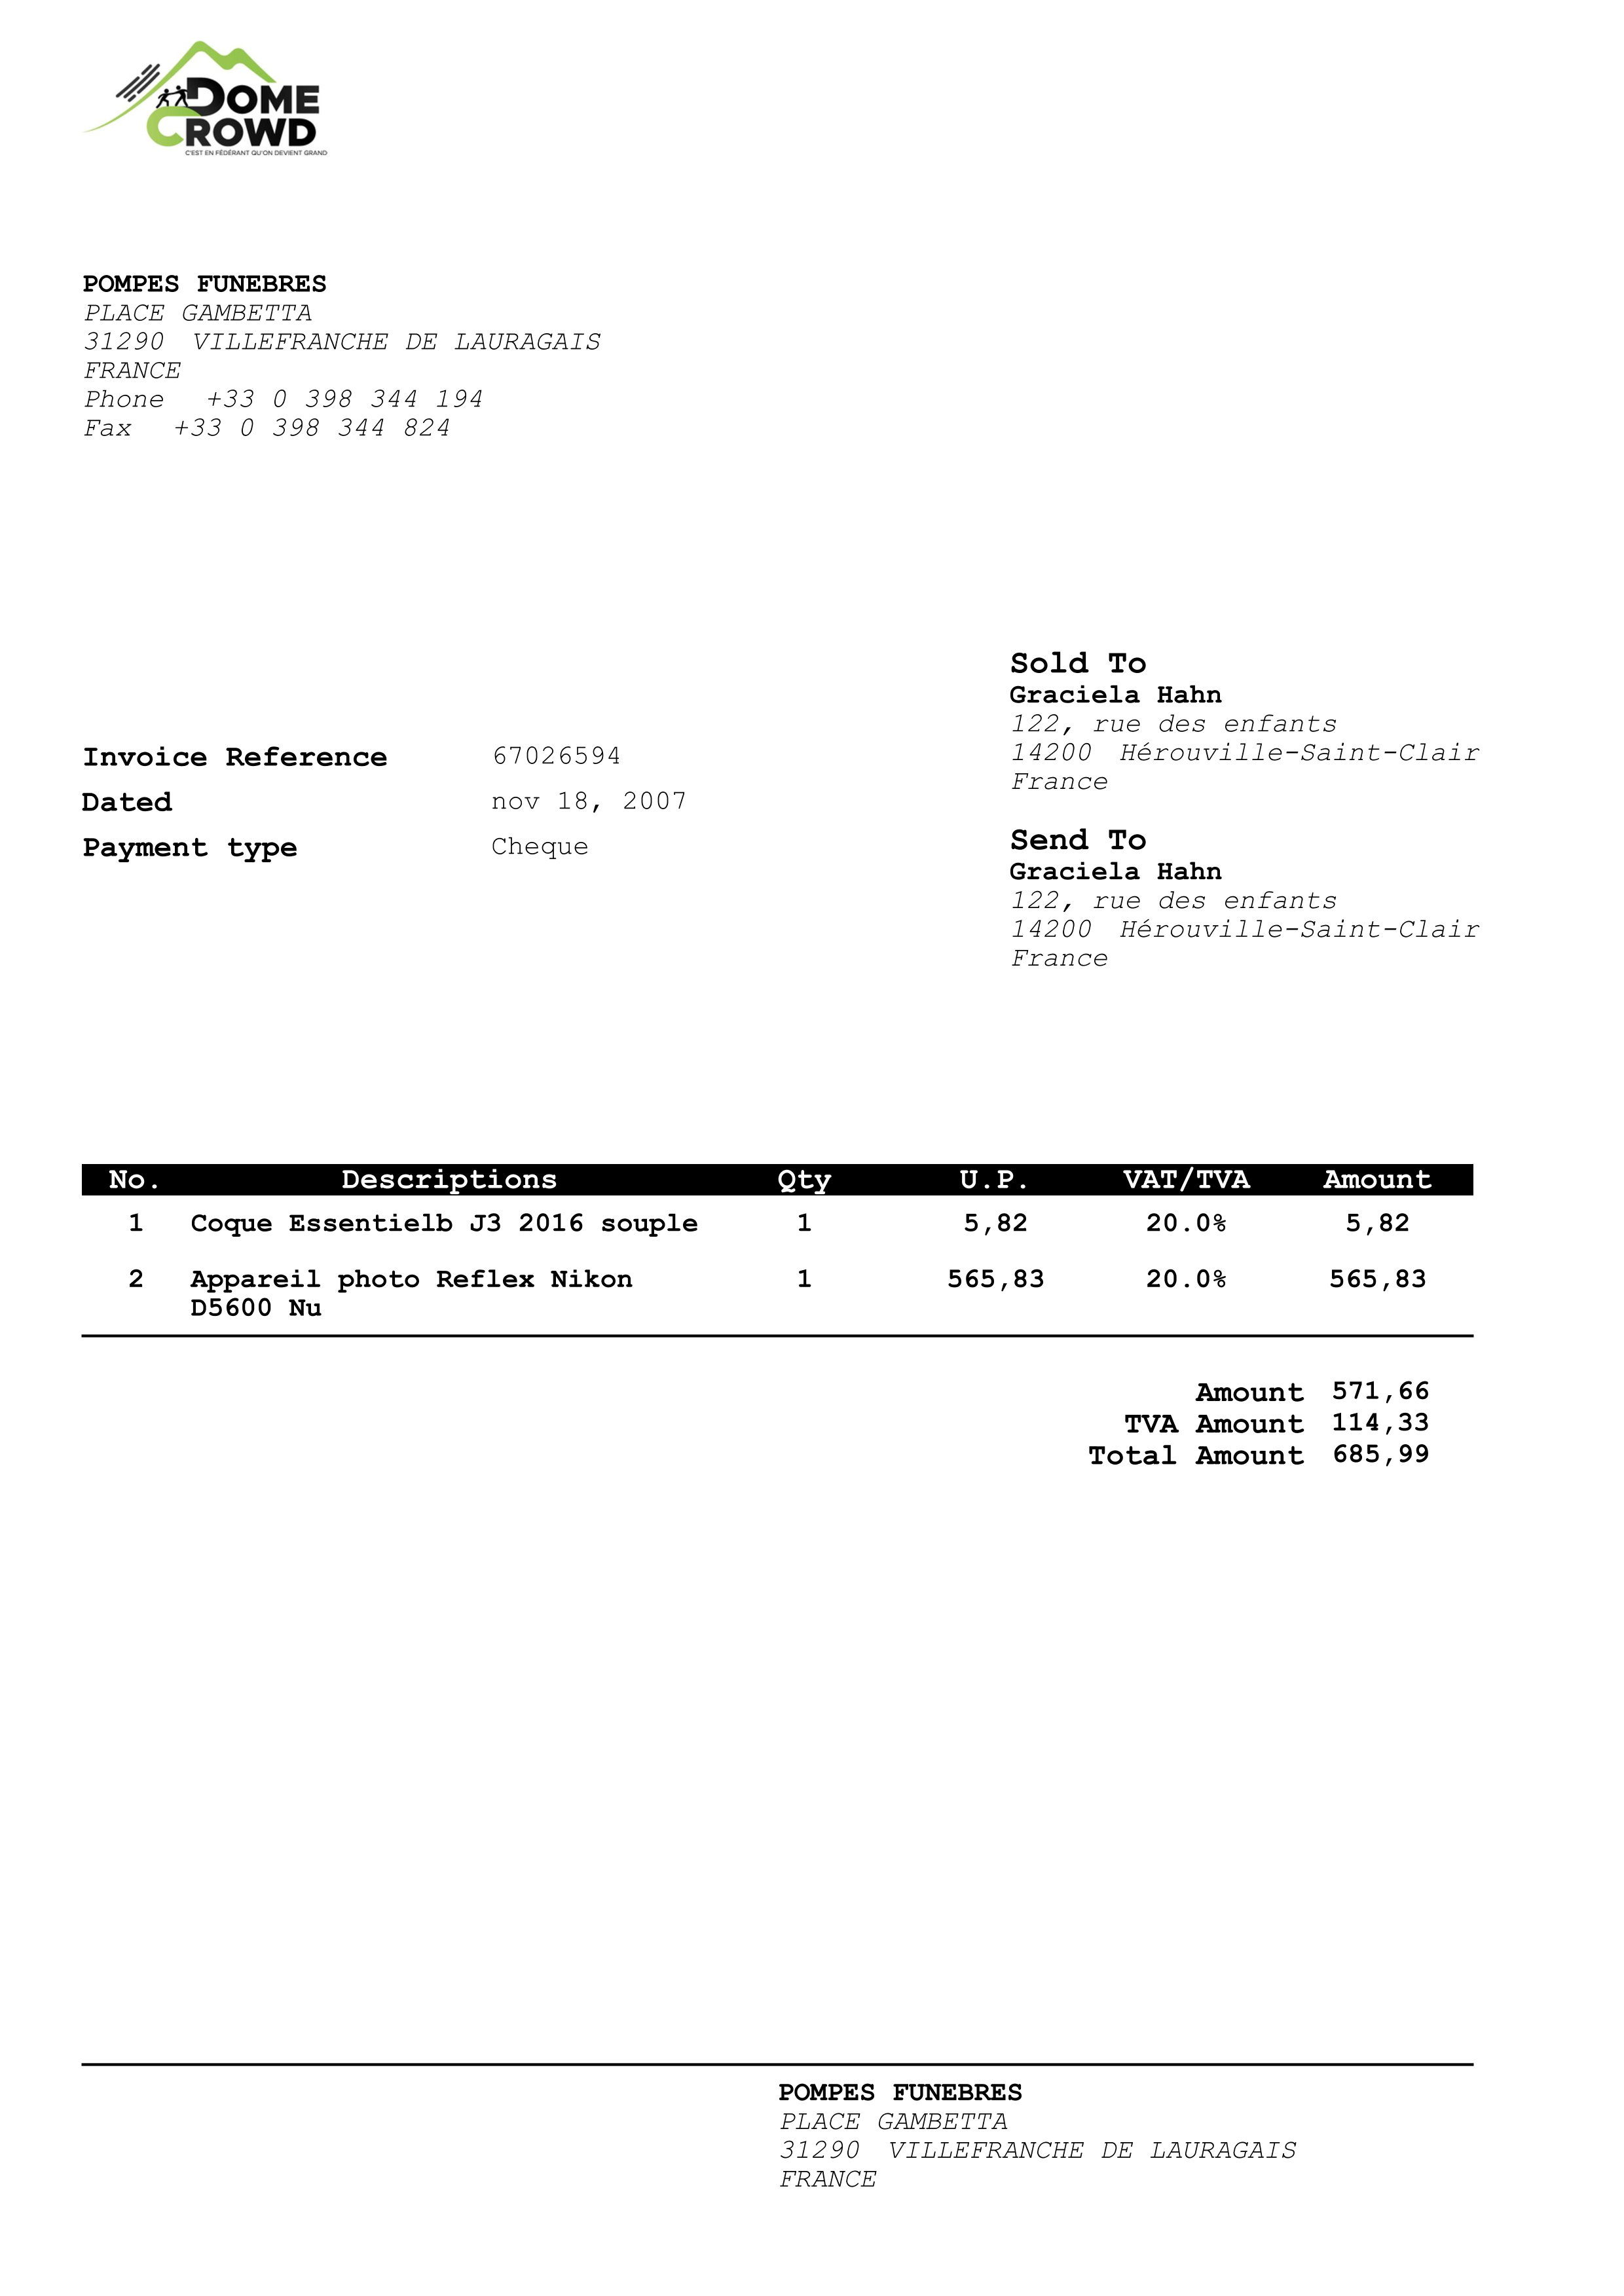 DOME
CROWD
C'EST EN FÉDÉRANT QU'ON DEVIENT GRAND
POMPES FUNEBRES
PLACE GAMBETTA
31290 VILLEFRANCHE DE LAURAGAIS
FRANCE
Phone +33 0 398 344 194
Fax +33 0 398 344 824
Sold To
Graciela Hahn
122, rue des enfants
14200 Hérouville-Saint-Clair
France
Invoice Reference 67026594
Dated nov 18, 2007
Payment type Cheque
Send To
Graciela Hahn
122, rue des enfants
14200 Hérouville-Saint-Clair
France
No. Descriptions Qty U.P. VAT/TVA Amount
1 Coque Essentielb J3 2016 souple 1 5,82 20.0% 5,82
2 Appareil photo Reflex Nikon 1 565,83 20.0% 565,83
D5600 Nu
Amount 571,66
TVA Amount 114,33
Total Amount 685,99
POMPES FUNEBRES
PLACE GAMBETTA
31290 VILLEFRANCHE DE LAURAGAIS
FRANCE